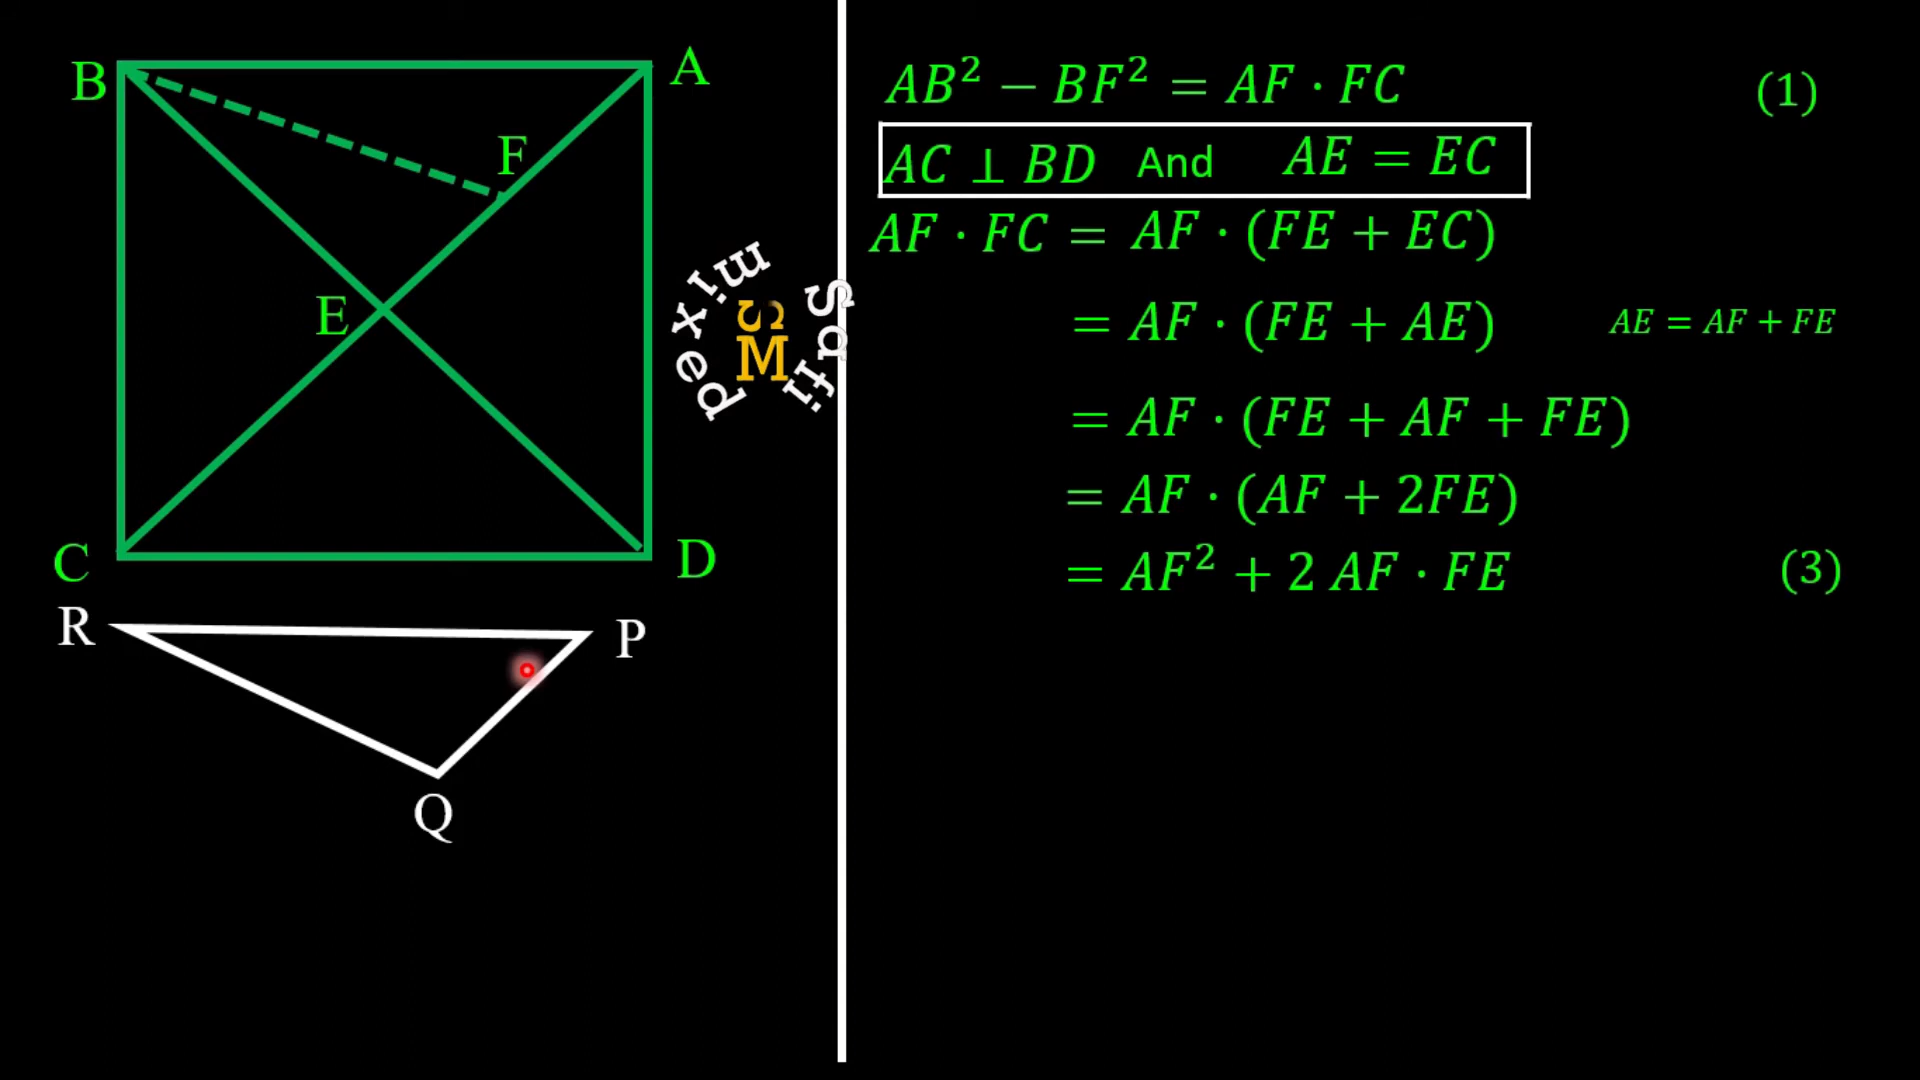 B
A
F
E
C
D
R
P
Q
mixed
Safi
ΩM
AB² − BF² = AF · FC (1)
AC ⊥ BD And AE = EC
AF · FC = AF · (FE + EC)
= AF · (FE + AE) AE = AF + FE
= AF · (FE + AF + FE)
= AF · (AF + 2FE)
= AF² + 2 AF · FE (3)